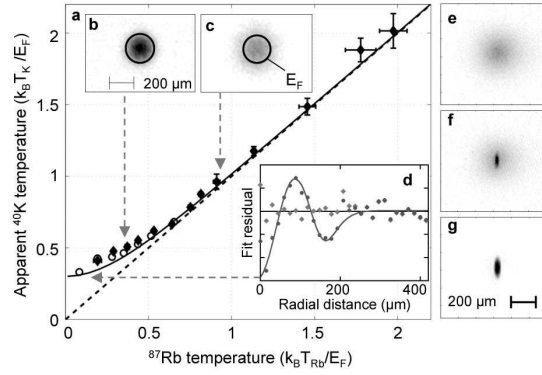 a
b
200 μm
c
E_F
e
2
1.5
1
0.5
0
Apparent ⁴⁰K temperature (k_BT_K /E_F)
f
d
Fit residual
0
200
400
Radial distance (μm)
g
200 μm
0
0.5
1
1.5
2
⁸⁷Rb temperature (k_BT_Rb/E_F)